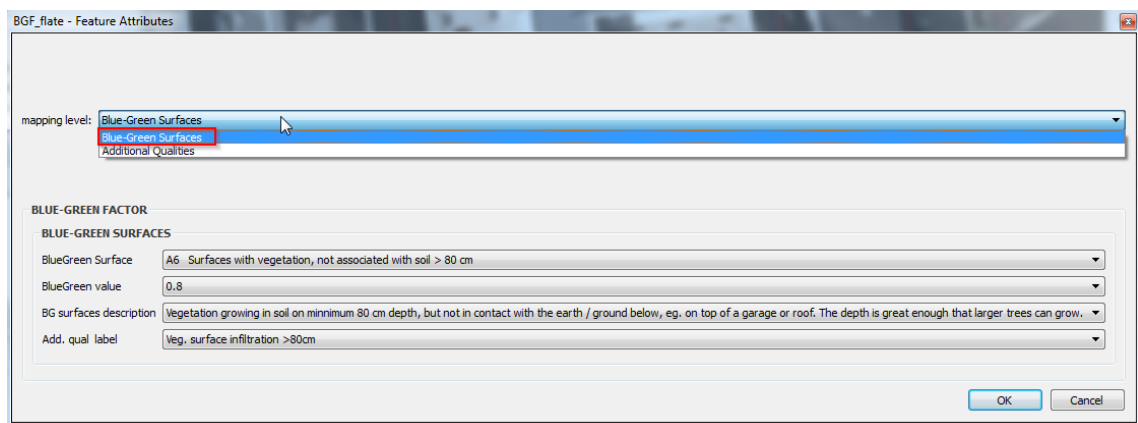 BGF_flate - Feature Attributes
mapping level: Blue-Green Surfaces
Blue-Green Surfaces
Additional Qualities
BLUE-GREEN FACTOR
BLUE-GREEN SURFACES
BlueGreen Surface A6 Surfaces with vegetation, not associated with soil > 80 cm
BlueGreen value 0.8
BG surfaces description Vegetation growing in soil on minnimum 80 cm depth, but not in contact with the earth / ground below, eg. on top of a garage or roof. The depth is great enough that larger trees can grow.
Add. qual label Veg. surface infiltration >80cm
OK Cancel